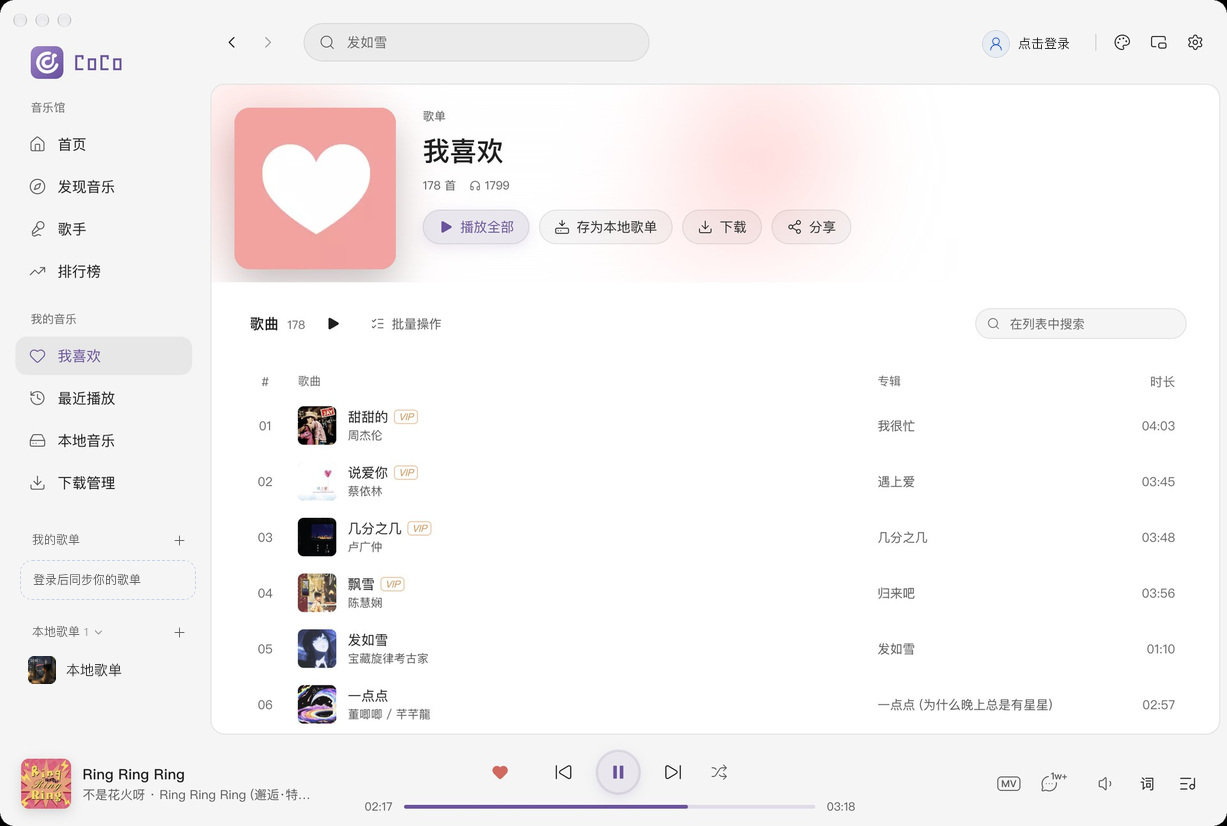 CoCo
发如雪
点击登录
音乐馆
首页
发现音乐
歌手
排行榜
我的音乐
我喜欢
最近播放
本地音乐
下载管理
我的歌单
登录后同步你的歌单
本地歌单 1
本地歌单
歌单
我喜欢
178 首 1799
播放全部 存为本地歌单 下载 分享
歌曲 178 批量操作 在列表中搜索
# 歌曲 专辑 时长
01 甜甜的 VIP 我很忙 04:03
周杰伦
02 说爱你 VIP 遇上爱 03:45
蔡依林
03 几分之几 VIP 几分之几 03:48
卢广仲
04 飘雪 VIP 归来吧 03:56
陈慧娴
05 发如雪 发如雪 01:10
宝藏旋律考古家
06 一点点 一点点 (为什么晚上总是有星星) 02:57
董唧唧 / 芊芊龍
Ring
Ring
Ring
Ring Ring Ring
不是花火呀 · Ring Ring Ring (邂逅·特…
02:17 03:18
MV 1w+ 词